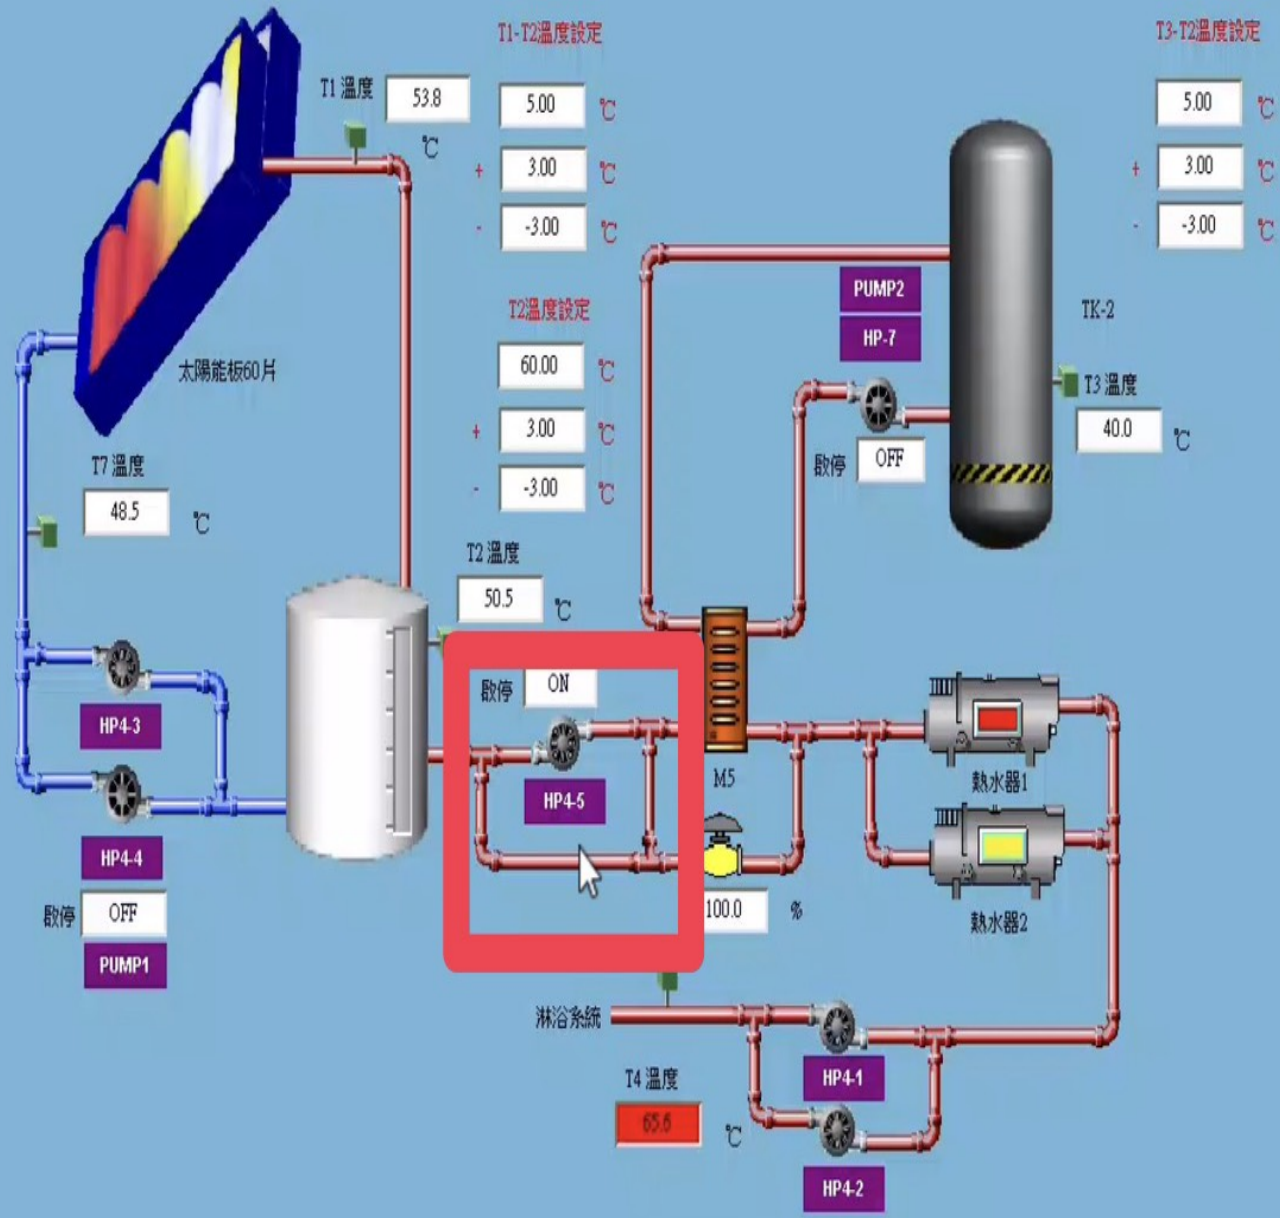 T1-T2溫度設定
T3-T2溫度設定
T1 溫度
53.8
℃
5.00
℃
5.00
℃
+
3.00
℃
+
3.00
℃
-
-3.00
℃
-
-3.00
℃
PUMP2
HP-7
TK-2
T2溫度設定
60.00
℃
太陽能板60片
T3 溫度
40.0
℃
+
3.00
℃
啟停
OFF
T7 溫度
48.5
℃
-
-3.00
℃
T2 溫度
50.5
℃
啟停
ON
HP4-3
HP4-5
M5
熱水器1
HP4-4
啟停
OFF
PUMP1
100.0
%
熱水器2
淋浴系統
T4 溫度
65.6
℃
HP4-1
HP4-2